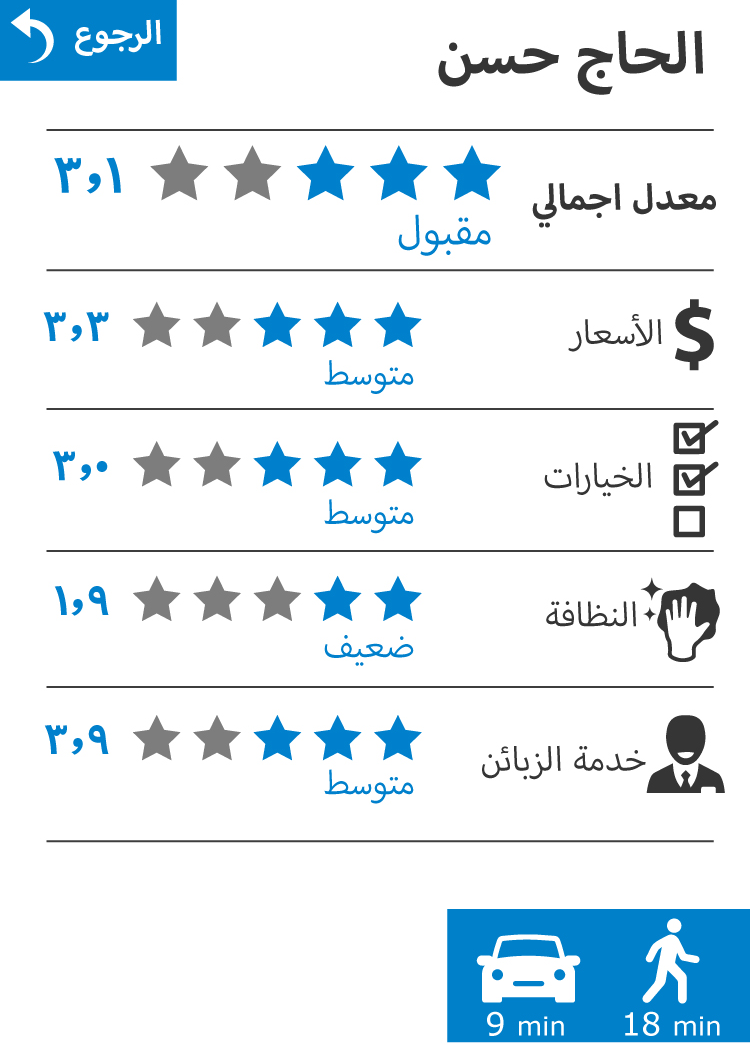 الرجوع
الحاج حسن
معدل اجمالي ٣,١
مقبول
$ الأسعار ٣,٣
متوسط
الخيارات ٣,٠
متوسط
النظافة ١,٩
ضعيف
خدمة الزبائن ٣,٩
متوسط
9 min 18 min